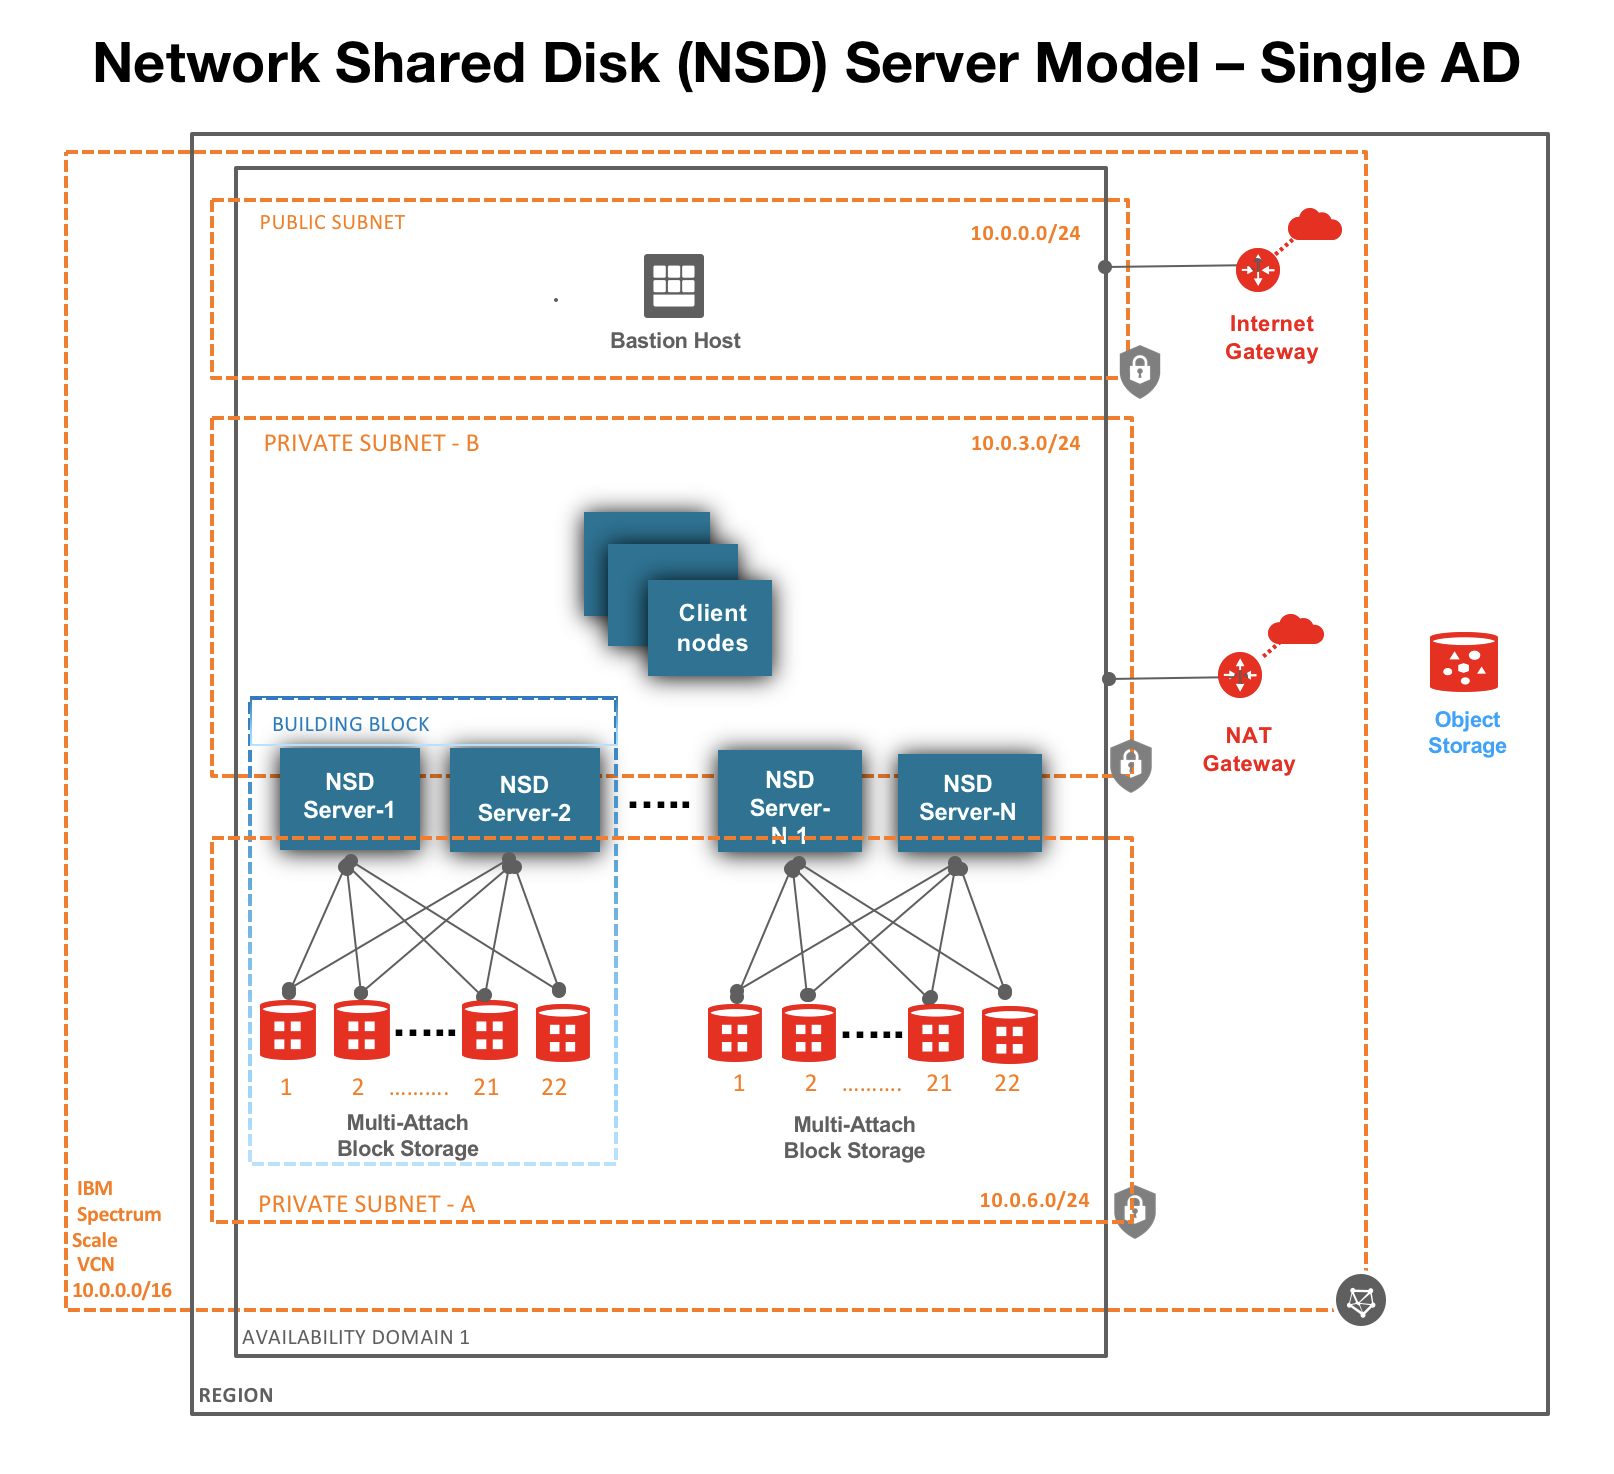 Network Shared Disk (NSD) Server Model – Single AD
PUBLIC SUBNET
10.0.0.0/24
Bastion Host
Internet
Gateway
PRIVATE SUBNET - B
10.0.3.0/24
Client
nodes
NAT
Gateway
Object
Storage
BUILDING BLOCK
NSD
Server-1
NSD
Server-2
.....
NSD
Server-
N-1
NSD
Server-N
.....
1 2 .......... 21 22
Multi-Attach
Block Storage
.....
1 2 .......... 21 22
Multi-Attach
Block Storage
PRIVATE SUBNET - A
10.0.6.0/24
IBM
Spectrum
Scale
VCN
10.0.0.0/16
AVAILABILITY DOMAIN 1
REGION